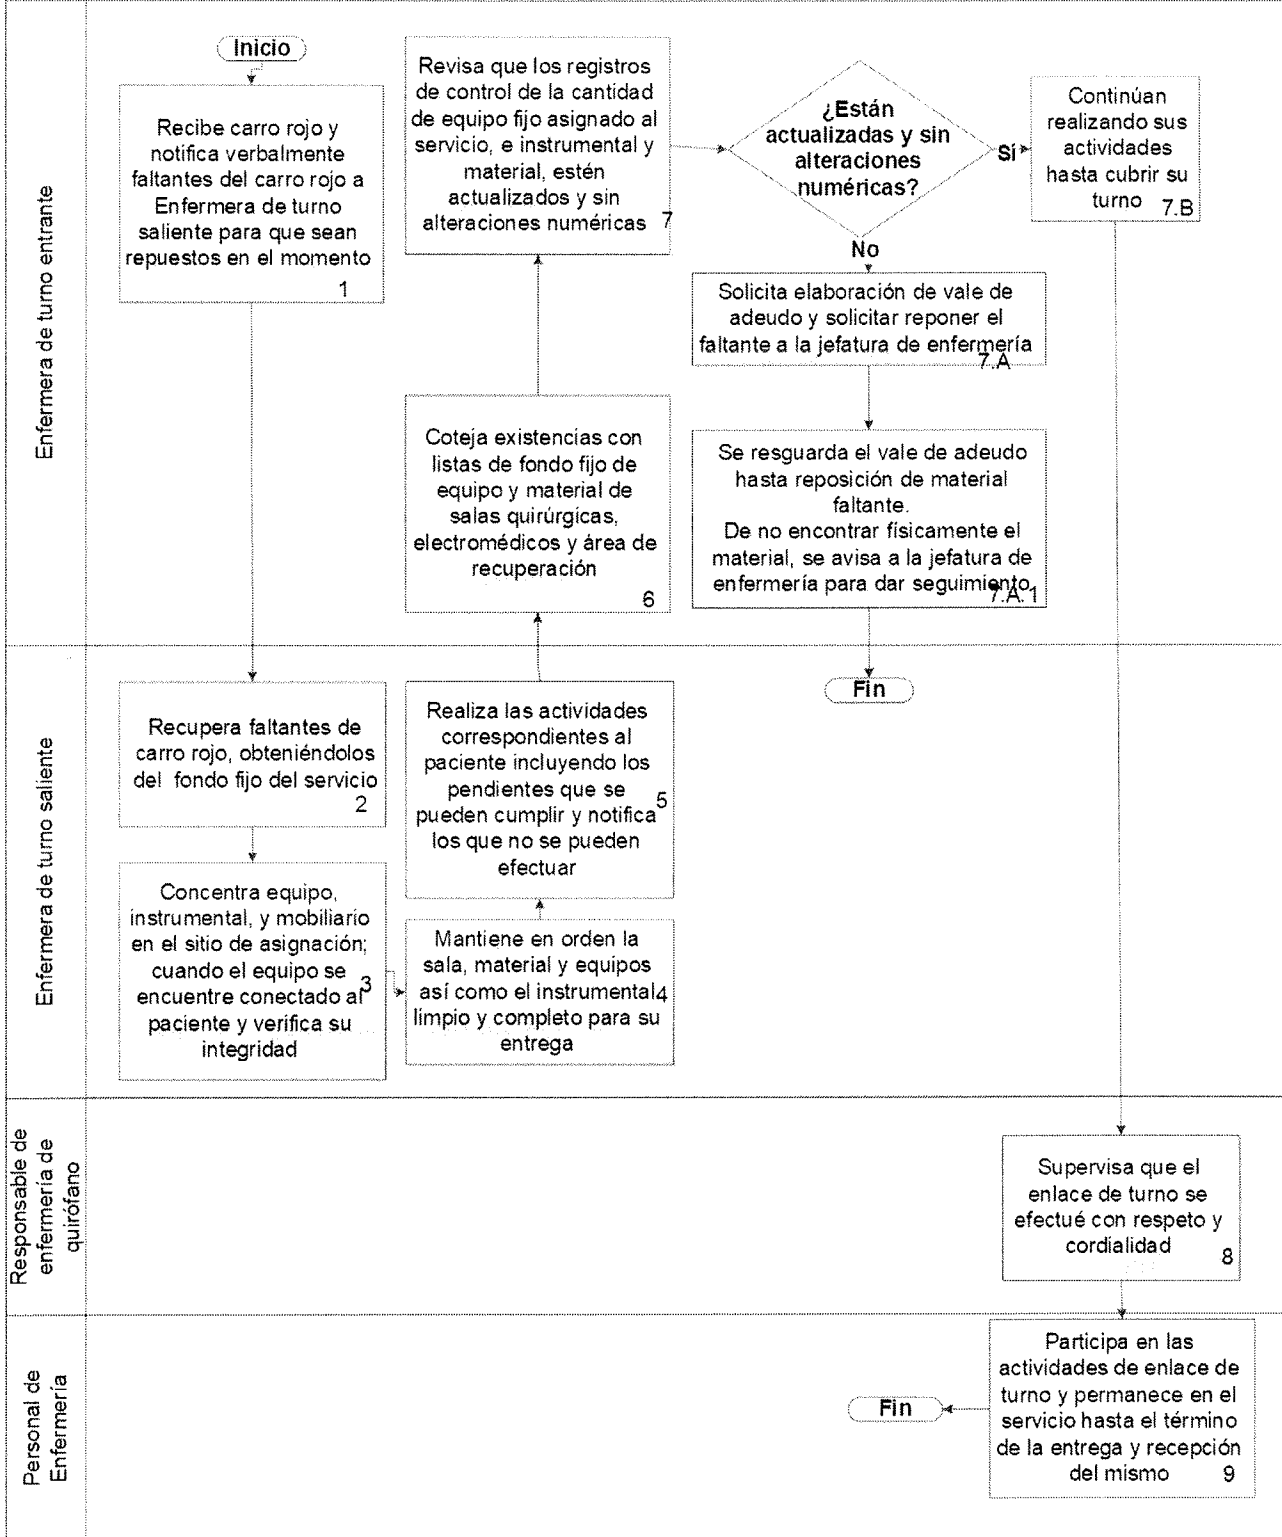 Enfermera de turno entrante
Inicio
Recibe carro rojo y
notifica verbalmente
faltantes del carro rojo a
Enfermera de turno
saliente para que sean
repuestos en el momento
1
Revisa que los registros
de control de la cantidad
de equipo fijo asignado al
servicio, e instrumental y
material, estén
actualizados y sin
alteraciones numéricas
7
¿Están
actualizadas y sin
alteraciones
numéricas?
Sí
No
Continúan
realizando sus
actividades
hasta cubrir su
turno
7.B
Solicita elaboración de vale de
adeudo y solicitar reponer el
faltante a la jefatura de enfermería
7.A
Coteja existencias con
listas de fondo fijo de
equipo y material de
salas quirúrgicas,
electromédicos y área de
recuperación
6
Se resguarda el vale de adeudo
hasta reposición de material
faltante.
De no encontrar físicamente el
material, se avisa a la jefatura de
enfermería para dar seguimiento
7.A.1
Enfermera de turno saliente
Fin
Recupera faltantes de
carro rojo, obteniéndolos
del fondo fijo del servicio
2
Realiza las actividades
correspondientes al
paciente incluyendo los
pendientes que se
pueden cumplir y notifica
los que no se pueden
efectuar
5
Concentra equipo,
instrumental, y mobiliario
en el sitio de asignación;
cuando el equipo se
encuentre conectado al
paciente y verifica su
integridad
3
Mantiene en orden la
sala, material y equipos
así como el instrumental
limpio y completo para su
entrega
4
Responsable de
enfermería de
quirófano
Supervisa que el
enlace de turno se
efectué con respeto y
cordialidad
8
Personal de
Enfermería
Participa en las
actividades de enlace de
turno y permanece en el
servicio hasta el término
de la entrega y recepción
del mismo
9
Fin